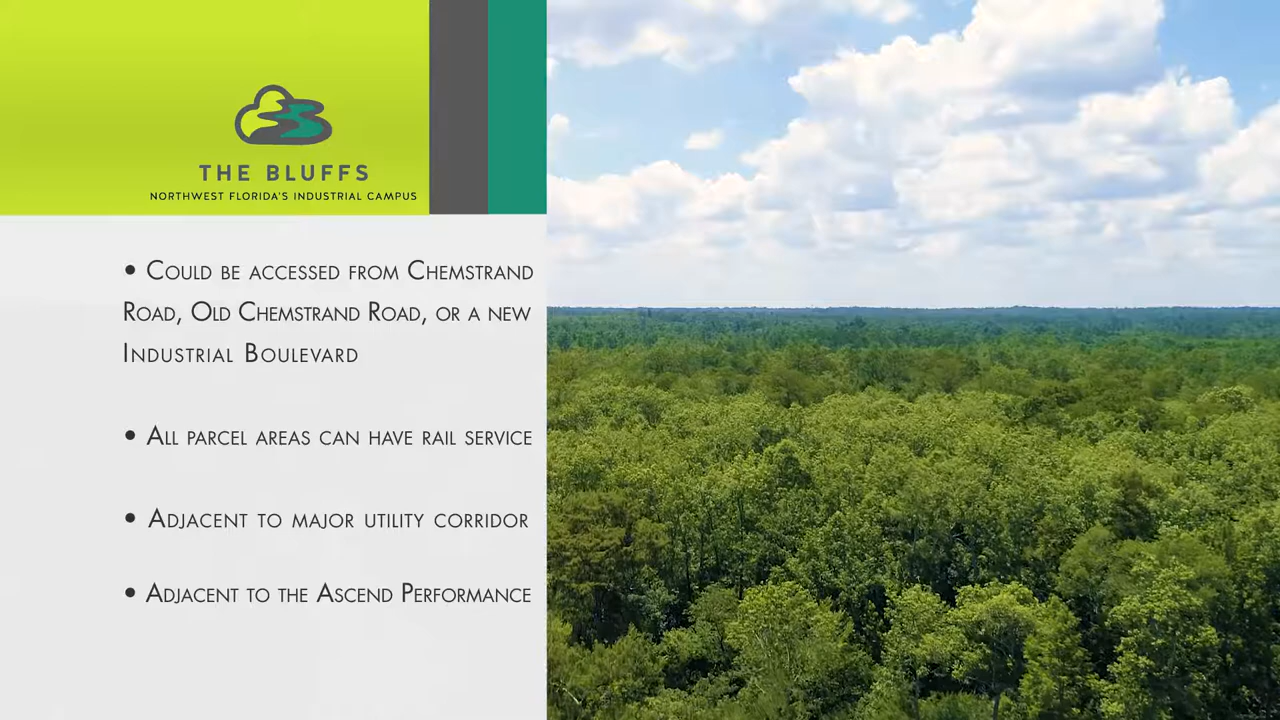 THE BLUFFS
NORTHWEST FLORIDA'S INDUSTRIAL CAMPUS
• Could be accessed from Chemstrand
Road, Old Chemstrand Road, or a new
Industrial Boulevard
• All parcel areas can have rail service
• Adjacent to major utility corridor
• Adjacent to the Ascend Performance